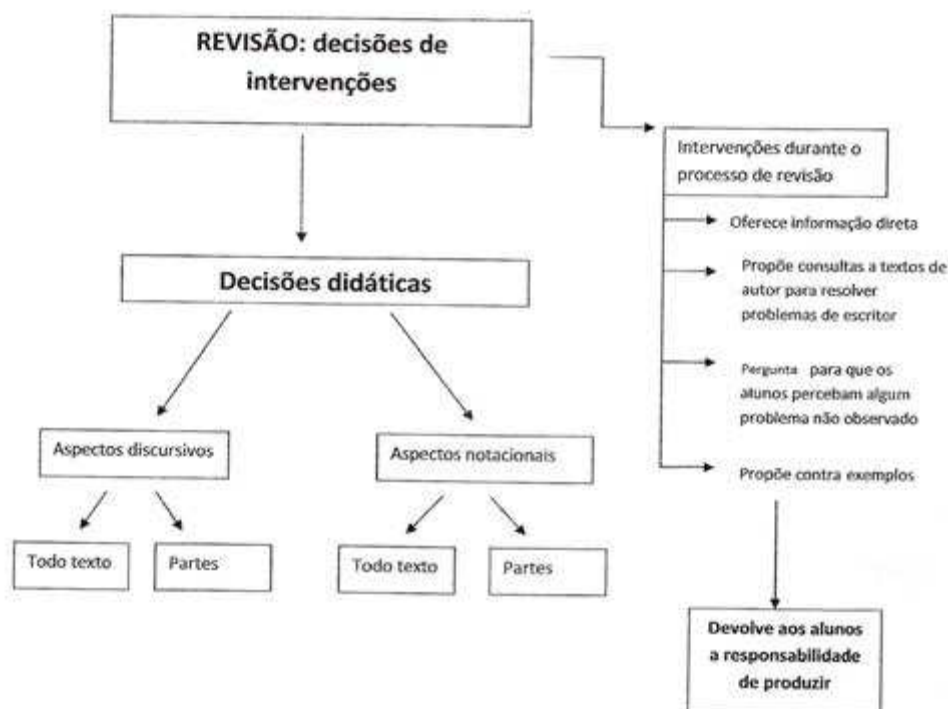 REVISÃO: decisões de
intervenções
Intervenções durante o
processo de revisão
Oferece informação direta
Propõe consultas a textos de
autor para resolver
problemas de escritor
Pergunta para que os
alunos percebam algum
problema não observado
Propõe contra exemplos
Devolve aos alunos
a responsabilidade
de produzir
Decisões didáticas
Aspectos discursivos
Aspectos notacionais
Todo texto
Partes
Todo texto
Partes